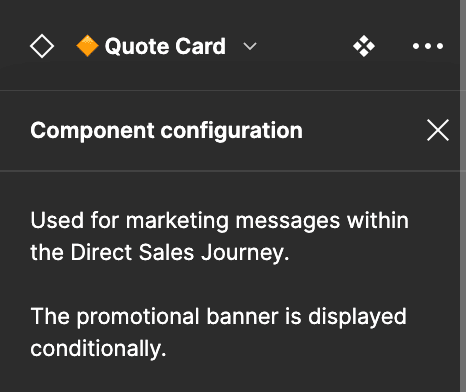 Quote Card
Component configuration
Used for marketing messages within
the Direct Sales Journey.
The promotional banner is displayed
conditionally.